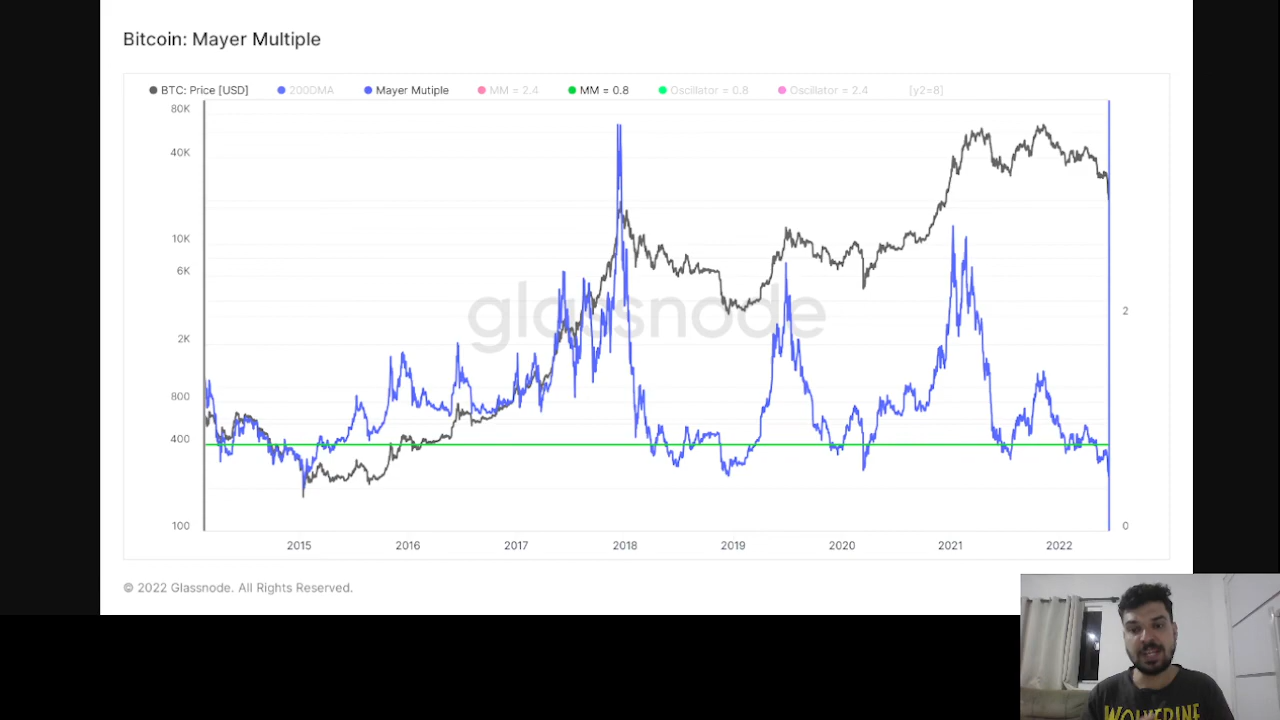 Bitcoin: Mayer Multiple
BTC: Price [USD] 200DMA Mayer Mutiple MM = 2.4 MM = 0.8 Oscillator = 0.8 Oscillator = 2.4 [y2=8]
80K
40K
10K
6K
2K
800
400
100
2
0
glassnode
2015 2016 2017 2018 2019 2020 2021 2022
© 2022 Glassnode. All Rights Reserved.
WOLVERINE